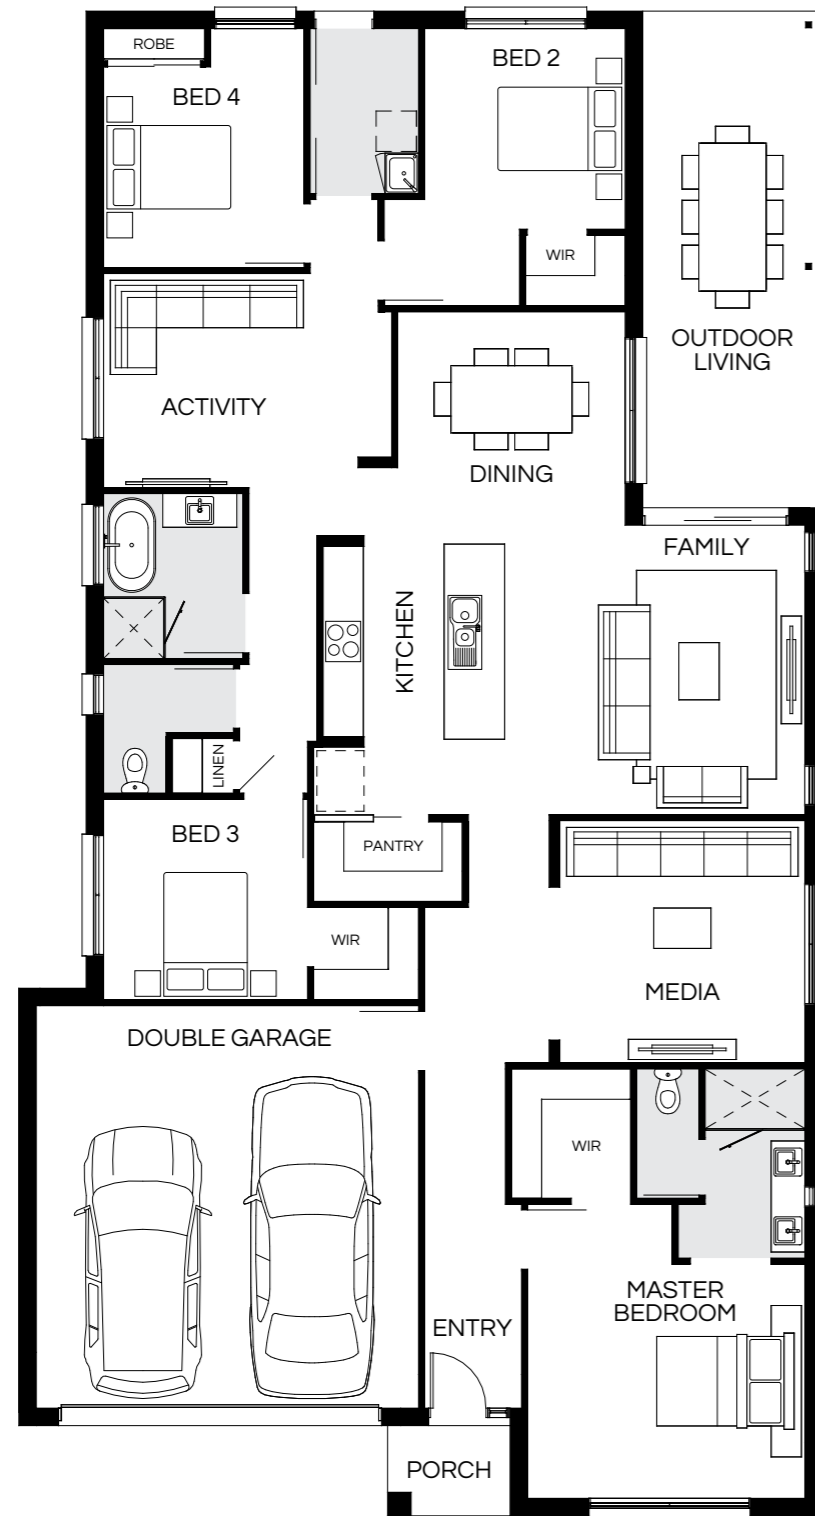 ROBE
BED 4
BED 2
WIR
OUTDOOR
LIVING
ACTIVITY
DINING
FAMILY
KITCHEN
LINEN
BED 3
PANTRY
WIR
MEDIA
DOUBLE GARAGE
WIR
MASTER
BEDROOM
ENTRY
PORCH